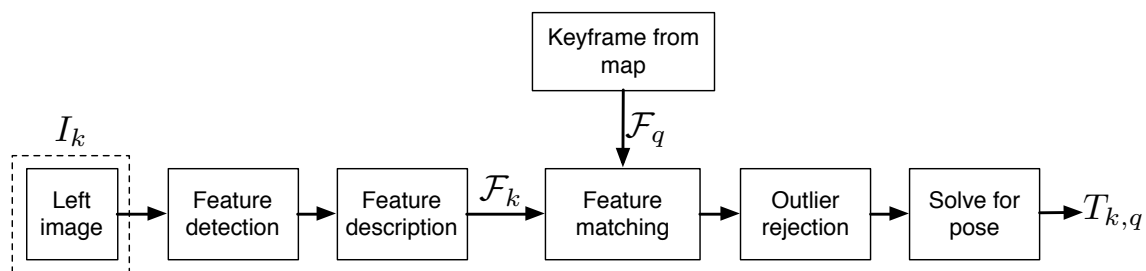 Keyframe from
map
I_k
F_q
Left
image
Feature
detection
Feature
description
F_k
Feature
matching
Outlier
rejection
Solve for
pose
T_{k,q}